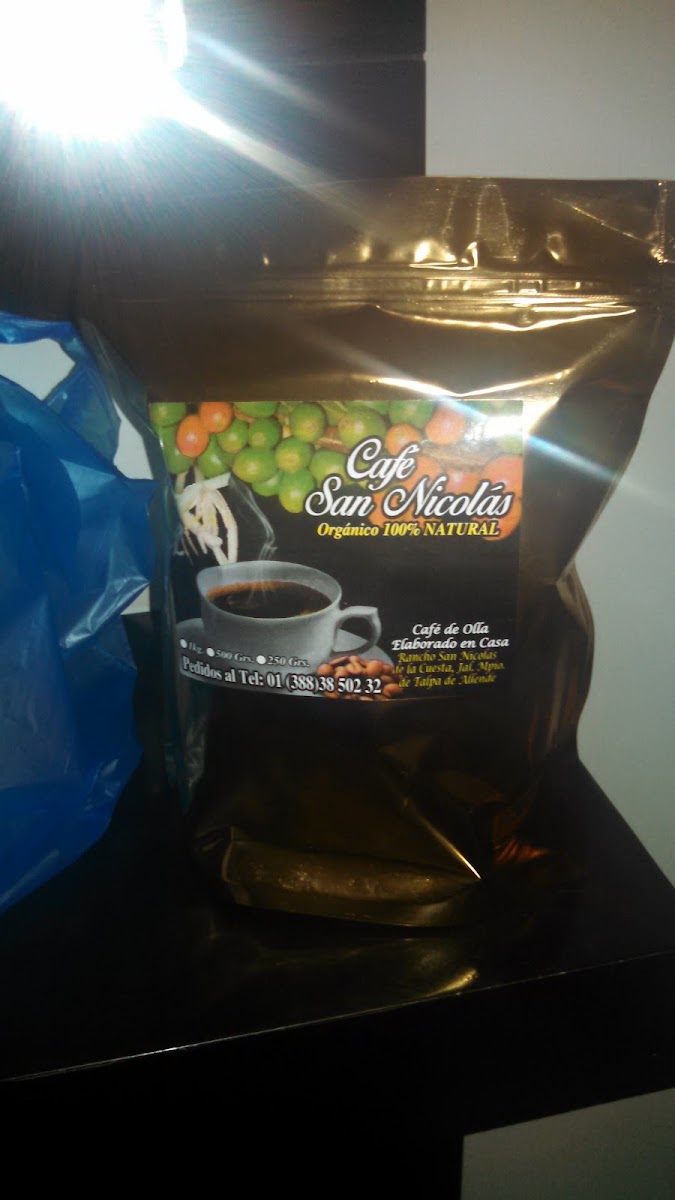 Café
San Nicolás
Orgánico 100% NATURAL
Café de Olla
Elaborado en Casa
Rancho San Nicolas
de la Cuesta, Jal. Mpio.
de Talpa de Allende
1kg. 500 Grs. 250 Grs.
Pedidos al Tel: 01 (388)38 502 32